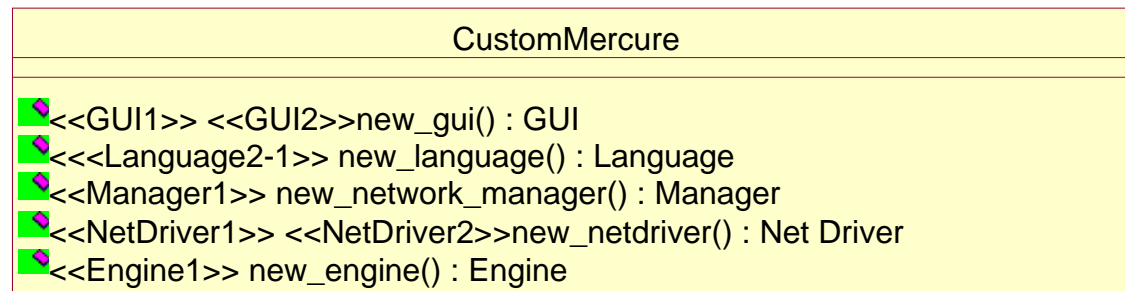 CustomMercure
<<GUI1>> <<GUI2>>new_gui() : GUI
<<<Language2-1>> new_language() : Language
<<Manager1>> new_network_manager() : Manager
<<NetDriver1>> <<NetDriver2>>new_netdriver() : Net Driver
<<Engine1>> new_engine() : Engine